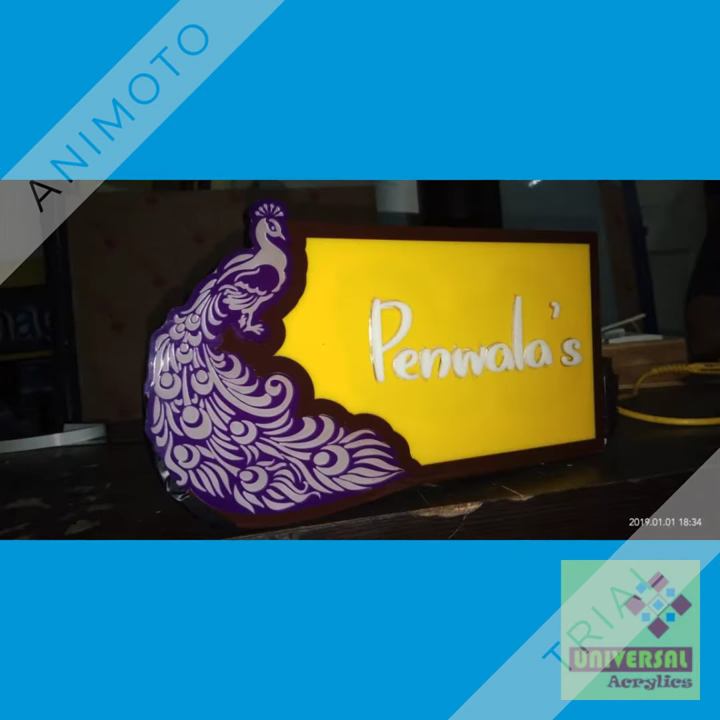 ANIMOTO
Penwala's
2019.01.01 18:34
TRIAL
UNIVERSAL
Acrylics